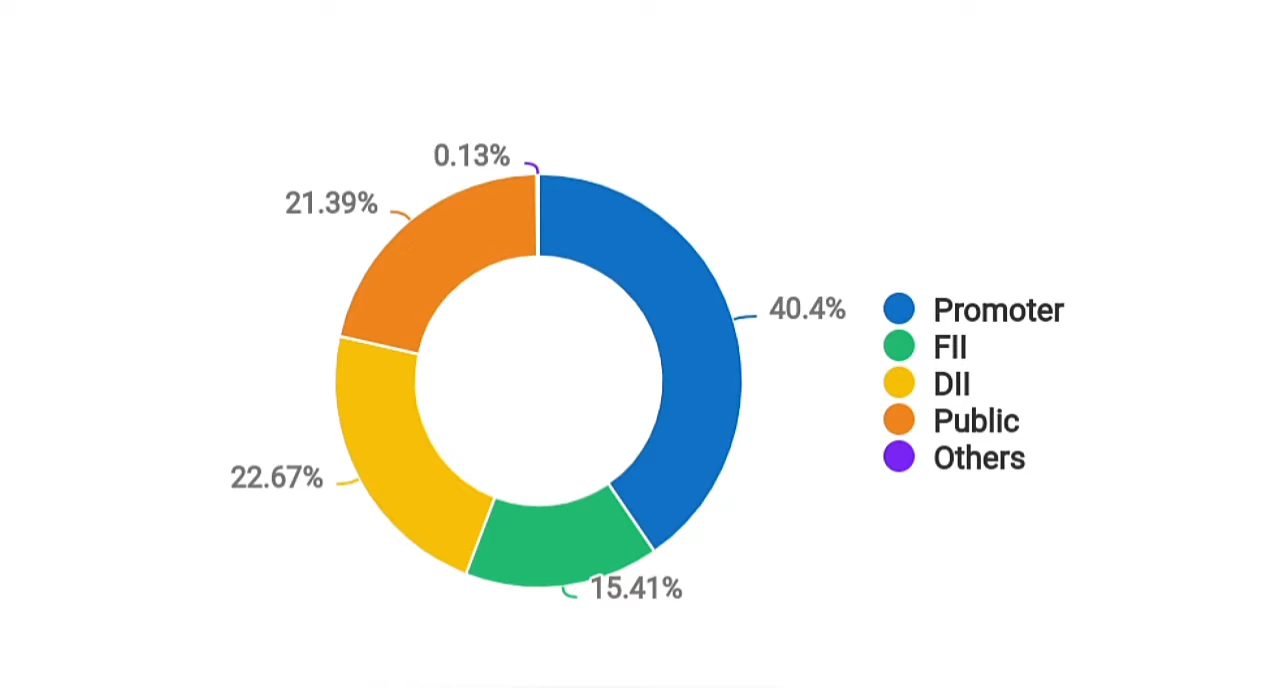 0.13%
21.39%
40.4%
22.67%
15.41%
Promoter
FII
DII
Public
Others